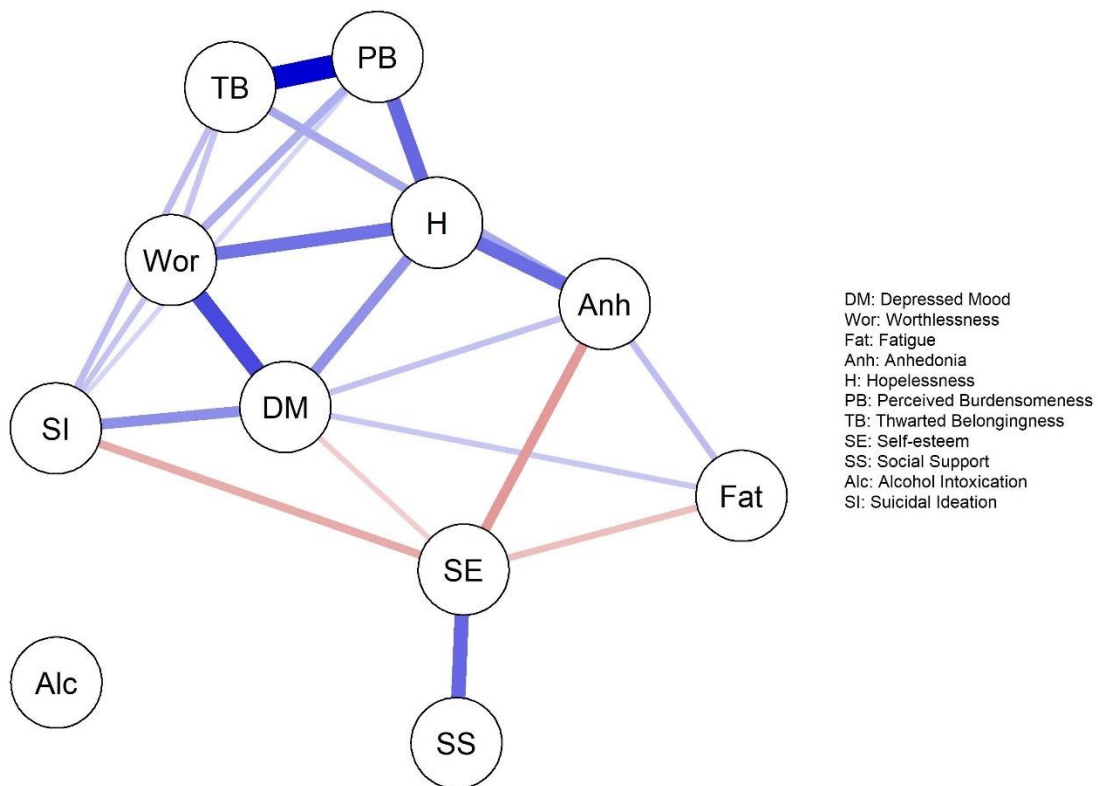 PB
TB
H
Wor
Anh
DM
SI
Fat
SE
Alc
SS
DM: Depressed Mood
Wor: Worthlessness
Fat: Fatigue
Anh: Anhedonia
H: Hopelessness
PB: Perceived Burdensomeness
TB: Thwarted Belongingness
SE: Self-esteem
SS: Social Support
Alc: Alcohol Intoxication
SI: Suicidal Ideation